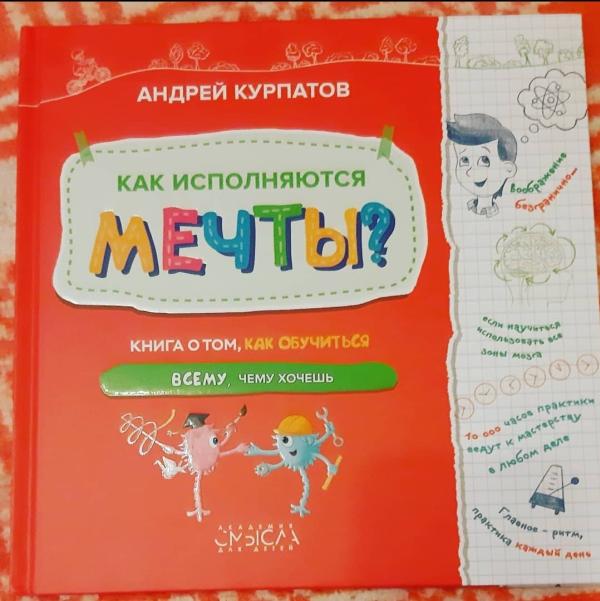 АНДРЕЙ КУРПАТОВ
КАК ИСПОЛНЯЮТСЯ
МЕЧТЫ?
КНИГА О ТОМ, КАК ОБУЧИТЬСЯ
ВСЕМУ, ЧЕМУ ХОЧЕШЬ
АКАДЕМИЯ
СМЫСЛА
ДЛЯ ДЕТЕЙ
воображение
безгранично...
если научиться
использовать все
зоны мозга
10 000 часов практики
ведут к мастерству
в любом деле
Главное - ритм,
практика каждый день